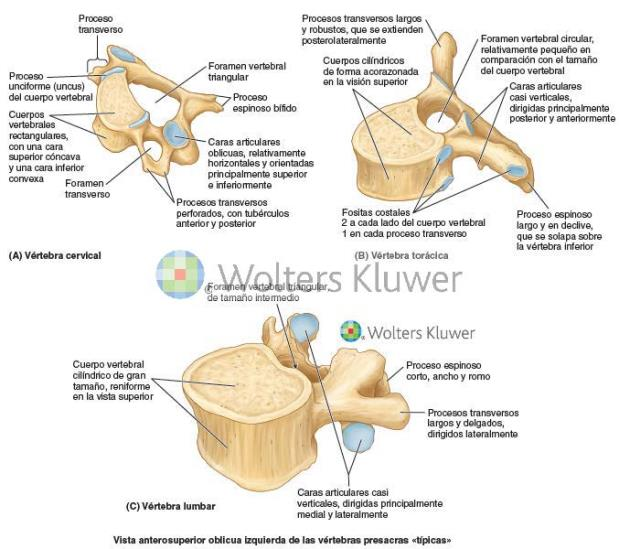 Proceso
transverso
Proceso
unciforme (uncus)
del cuerpo vertebral
Cuerpos
vertebrales
rectangulares,
con una cara
superior cóncava
y una cara inferior
convexa
Foramen
transverso
Foramen vertebral
triangular
Proceso
espinoso bífido
Caras articulares
oblicuas, relativamente
horizontales y orientadas
principalmente superior
e inferiormente
Procesos transversos
perforados, con tubérculos
anterior y posterior
(A) Vértebra cervical
Procesos transversos largos
y robustos, que se extienden
posterolateralmente
Cuerpos cilíndricos
de forma acorazonada
en la visión superior
Foramen vertebral circular,
relativamente pequeño en
comparación con el tamaño
del cuerpo vertebral
Caras articulares
casi verticales,
dirigidas principalmente
posterior y anteriormente
Fositas costales
2 a cada lado del cuerpo vertebral
1 en cada proceso transverso
Proceso espinoso
largo y en declive,
que se solapa sobre
la vértebra inferior
(B) Vértebra torácica
Wolters Kluwer
Foramen vertebral triangular,
de tamaño intermedio
Wolters Kluwer
Cuerpo vertebral
cilíndrico de gran
tamaño, reniforme
en la vista superior
Proceso espinoso
corto, ancho y romo
Procesos transversos
largos y delgados,
dirigidos lateralmente
Caras articulares casi
verticales, dirigidas principalmente
medial y lateralmente
(C) Vértebra lumbar
Vista anterosuperior oblicua izquierda de las vértebras presacras «típicas»